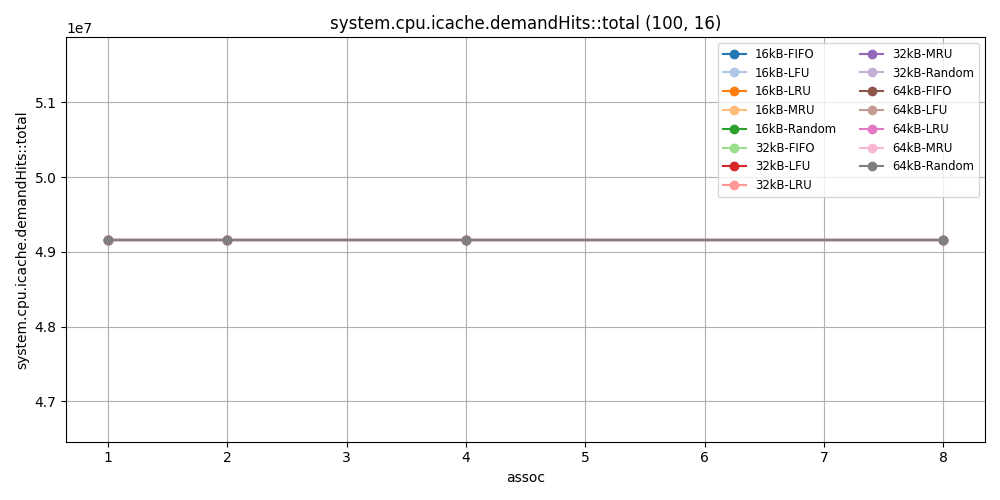 system.cpu.icache.demandHits::total (100, 16)
1e7
5.1
5.0
4.9
4.8
4.7
system.cpu.icache.demandHits::total
1 2 3 4 5 6 7 8
assoc
16kB-FIFO
16kB-LFU
16kB-LRU
16kB-MRU
16kB-Random
32kB-FIFO
32kB-LFU
32kB-LRU
32kB-MRU
32kB-Random
64kB-FIFO
64kB-LFU
64kB-LRU
64kB-MRU
64kB-Random